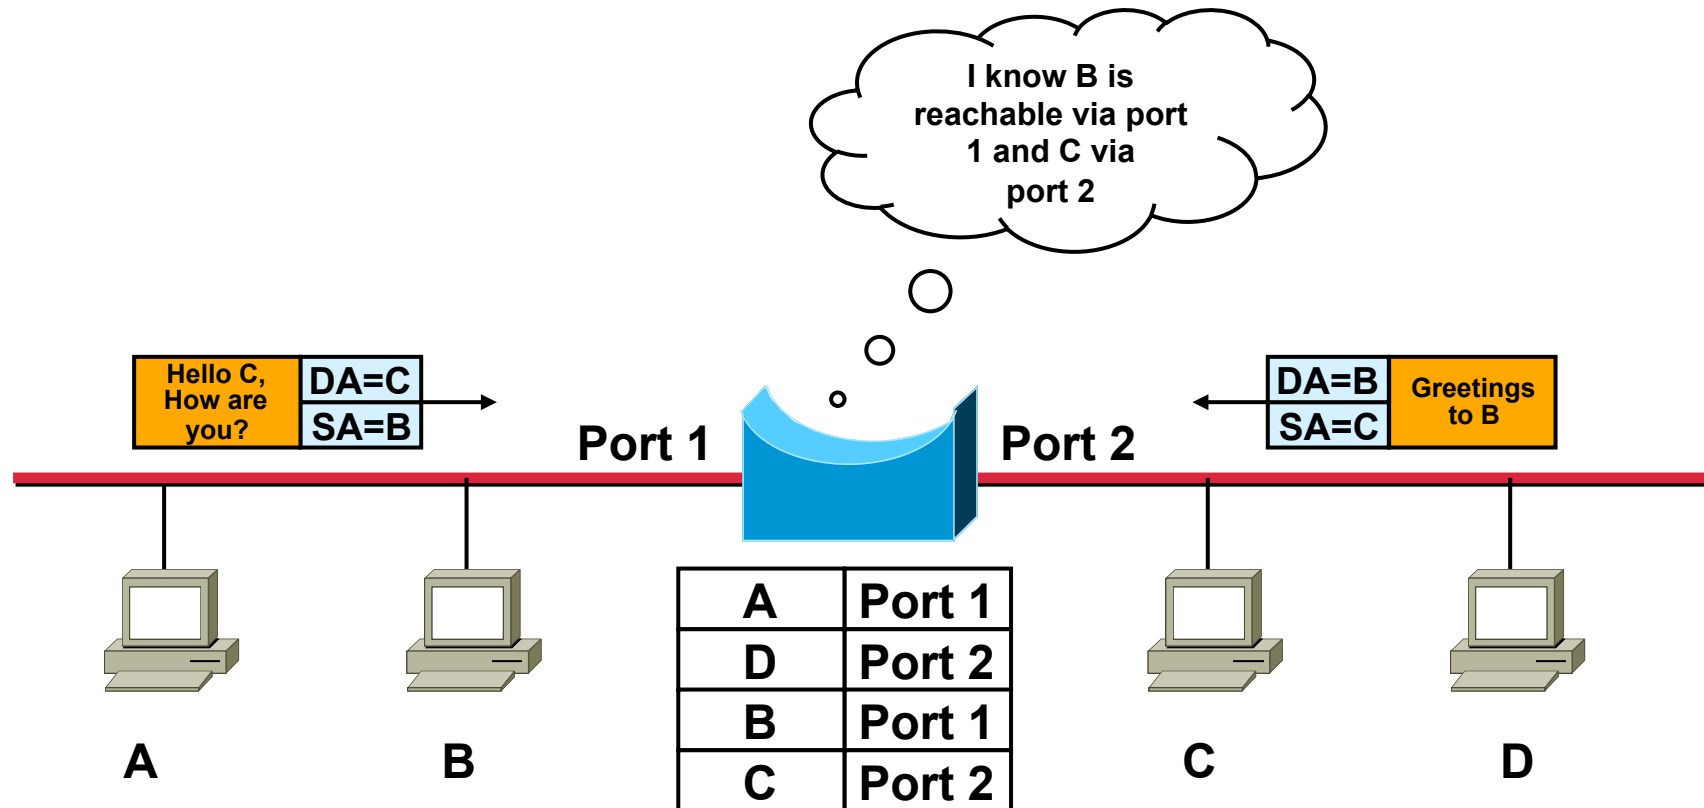 I know B is
reachable via port
1 and C via
port 2
Hello C,
How are
you?
DA=C
SA=B
DA=B
SA=C
Greetings
to B
Port 1
Port 2
A Port 1
D Port 2
B Port 1
C Port 2
A
B
C
D